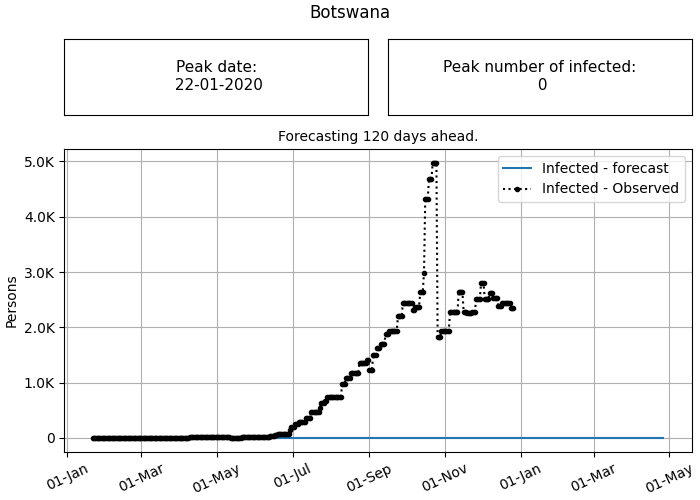 Botswana
Peak date:
22-01-2020
Peak number of infected:
0
Forecasting 120 days ahead.
Infected - forecast
Infected - Observed
Persons
5.0K
4.0K
3.0K
2.0K
1.0K
0
01-Jan
01-Mar
01-May
01-Jul
01-Sep
01-Nov
01-Jan
01-Mar
01-May